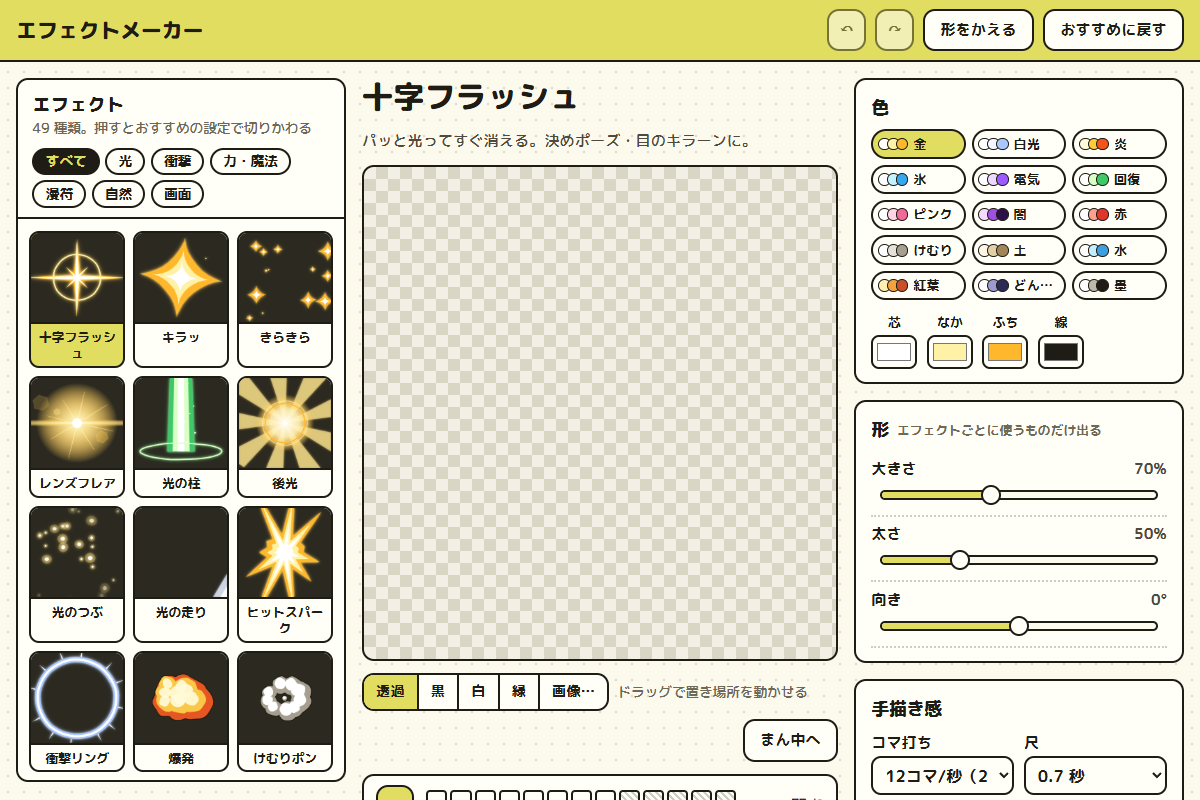 エフェクトメーカー
形をかえる
おすすめに戻す
エフェクト
49 種類。押すとおすすめの設定で切りかわる
すべて
光
衝撃
力・魔法
漫符
自然
画面
十字フラッシュ
キラッ
きらきら
レンズフレア
光の柱
後光
光のつぶ
光の走り
ヒットスパーク
衝撃リング
爆発
けむりポン
十字フラッシュ
パッと光ってすぐ消える。決めポーズ・目のキラーンに。
透過
黒
白
緑
画像…
ドラッグで置き場所を動かせる
まん中へ
色
金
白光
炎
氷
電気
回復
ピンク
闇
赤
けむり
土
水
紅葉
どん…
墨
芯
なか
ふち
線
形 エフェクトごとに使うものだけ出る
大きさ
70%
太さ
50%
向き
0°
手描き感
コマ打ち
尺
12コマ/秒（2
0.7 秒